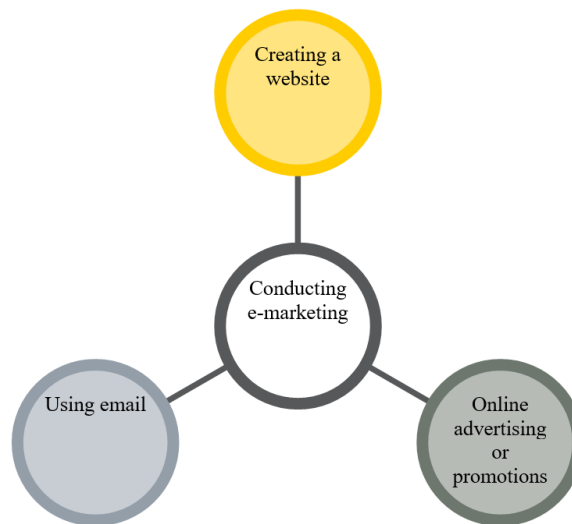 Creating a
website
Conducting
e-marketing
Using email
Online
advertising
or
promotions